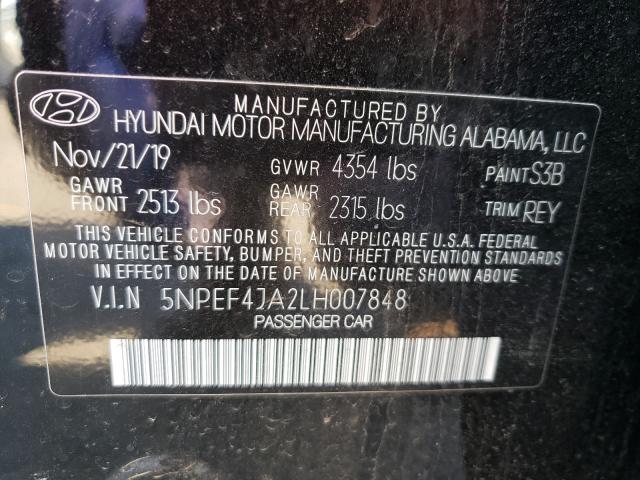 MANUFACTURED BY
HYUNDAI MOTOR MANUFACTURING ALABAMA, LLC
Nov/21/19 GVWR 4354 lbs PAINT S3B
GAWR FRONT 2513 lbs GAWR REAR 2315 lbs TRIM REY
THIS VEHICLE CONFORMS TO ALL APPLICABLE U.S.A. FEDERAL
MOTOR VEHICLE SAFETY, BUMPER, AND THEFT PREVENTION STANDARDS
IN EFFECT ON THE DATE OF MANUFACTURE SHOWN ABOVE.
V.I.N 5NPEF4JA2LH007848
PASSENGER CAR